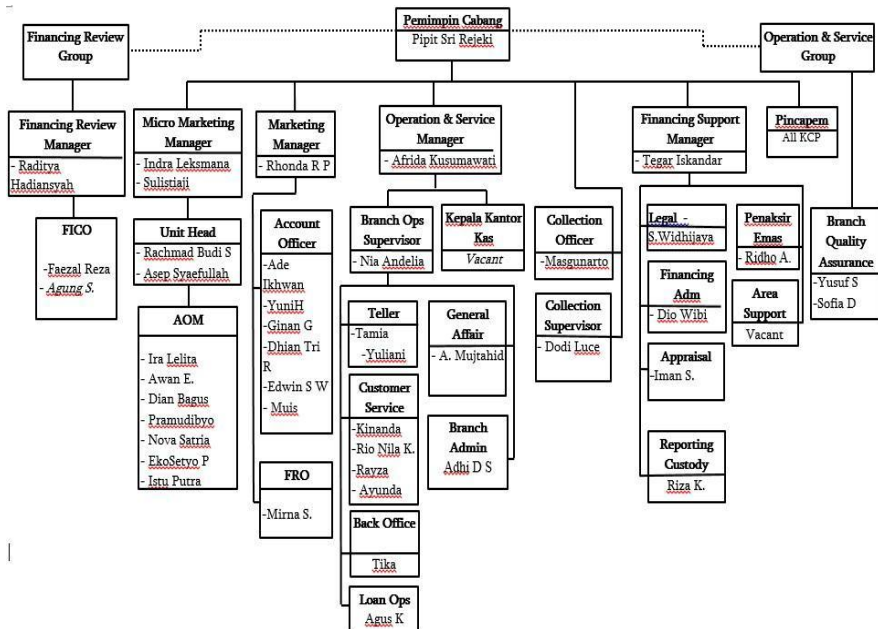 Pemimpin Cabang
Pipit Sri Rejeki
Financing Review
Group
Operation & Service
Group
Financing Review
Manager
- Raditya
Hadiansyah
Micro Marketing
Manager
- Indra Leksmana
- Sulistiaji
Marketing
Manager
- Rhonda R P
Operation & Service
Manager
- Afrida Kusumawati
Financing Support
Manager
- Tegar Iskandar
Pincapem
All KCP
FICO
-Faezal Reza
- Agung S.
Unit Head
- Rachmad Budi S
- Asep Syaefullah
AOM
- Ira Lelita
- Awan E.
- Dian Bagus
- Pramudibyo
- Nova Satria
- EkoSetyo P
- Istu Putra
Account
Officer
-Ade
Ikhwan
-YuniH
-Ginan G
-Dhian Tri
R
-Edwin S W
- Muis
FRO
-Mirna S.
Branch Ops
Supervisor
- Nia Andelia
Kepala Kantor
Kas
Vacant
Teller
-Tamia
-Yuliani
Customer
Service
-Kinanda
-Rio Nila K.
-Rayza
- Ayunda
Back Office
Tika
Loan Ops
Agus K
General
Affair
- A. Mujtahid
Branch
Admin
Adhi D S
Collection
Officer
-Masgunarto
Collection
Supervisor
- Dodi Luce
Legal -
S.Widhijaya
Financing
Adm
- Dio Wibi
Appraisal
-Iman S.
Reporting
Custody
Riza K.
Penaksir
Emas
- Ridho A.
Area
Support
Vacant
Branch
Quality
Assurance
-Yusuf S
-Sofia D